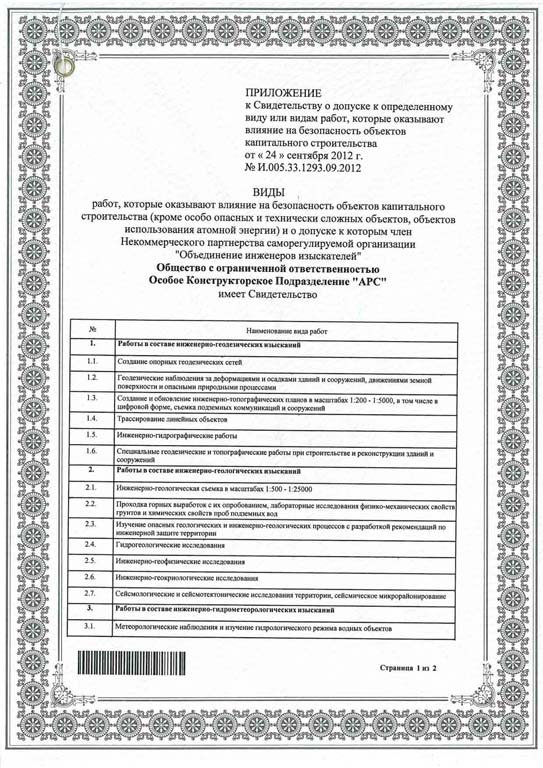 ПРИЛОЖЕНИЕ
к Свидетельству о допуске к определенному
виду или видам работ, которые оказывают
влияние на безопасность объектов
капитального строительства
от « 24 » сентября 2012 г.
№ И.005.33.1293.09.2012
ВИДЫ
работ, которые оказывают влияние на безопасность объектов капитального
строительства (кроме особо опасных и технически сложных объектов, объектов
использования атомной энергии) и о допуске к которым член
Некоммерческого партнерства саморегулируемой организации
"Объединение инженеров изыскателей"
Общество с ограниченной ответственностью
Особое Конструкторское Подразделение "АРС"
имеет Свидетельство
№ Наименование вида работ
1. Работы в составе инженерно-геодезических изысканий
1.1. Создание опорных геодезических сетей
1.2. Геодезические наблюдения за деформациями и осадками зданий и сооружений, движениями земной
поверхности и опасными природными процессами
1.3. Создание и обновление инженерно-топографических планов в масштабах 1:200 - 1:5000, в том числе в
цифровой форме, съемка подземных коммуникаций и сооружений
1.4. Трассирование линейных объектов
1.5. Инженерно-гидрографические работы
1.6. Специальные геодезические и топографические работы при строительстве и реконструкции зданий и
сооружений
2. Работы в составе инженерно-геологических изысканий
2.1. Инженерно-геологическая съемка в масштабах 1:500 - 1:25000
2.2. Проходка горных выработок с их опробованием, лабораторные исследования физико-механических свойств
грунтов и химических свойств проб подземных вод
2.3. Изучение опасных геологических и инженерно-геологических процессов с разработкой рекомендаций по
инженерной защите территории
2.4. Гидрогеологические исследования
2.5. Инженерно-геофизические исследования
2.6. Инженерно-геокриологические исследования
2.7. Сейсмологические и сейсмотектонические исследования территории, сейсмическое микрорайонирование
3. Работы в составе инженерно-гидрометеорологических изысканий
3.1. Метеорологические наблюдения и изучение гидрологического режима водных объектов
Страница 1 из 2